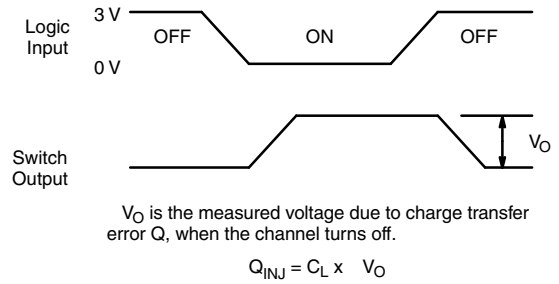 3 V
Logic
Input
OFF
ON
OFF
0 V
Switch
Output
VO
VO is the measured voltage due to charge transfer
error Q, when the channel turns off.
QINJ = CL x VO